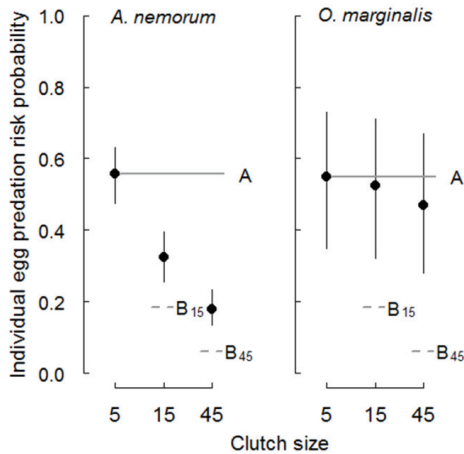 A. nemorum
O. marginalis
Individual egg predation risk probability
1.0
0.8
0.6
0.4
0.2
0.0
A
B15
B45
A
B15
B45
5 15 45
5 15 45
Clutch size